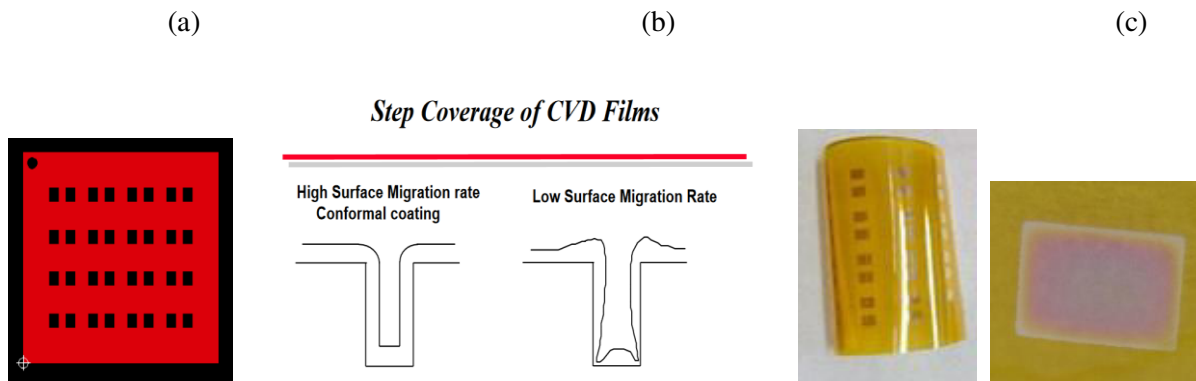 (a)
(b)
(c)
Step Coverage of CVD Films
High Surface Migration rate
Conformal coating
Low Surface Migration Rate